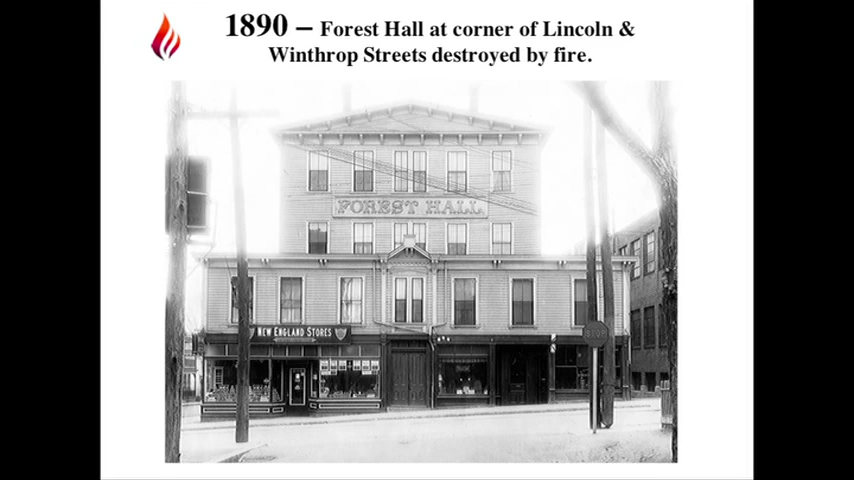 1890 – Forest Hall at corner of Lincoln &
Winthrop Streets destroyed by fire.
FOREST HALL
NEW ENGLAND STORES